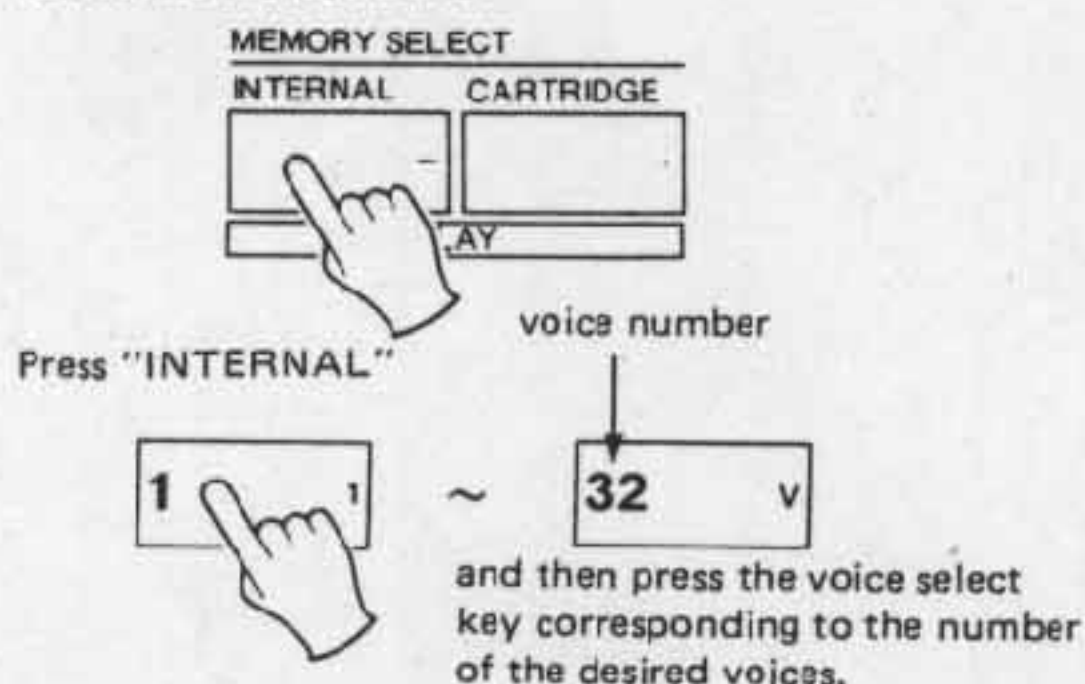 MEMORY SELECT
INTERNAL CARTRIDGE
-
.AY
voice number
Press "INTERNAL"
1 1 ~ 32 V
and then press the voice select
key corresponding to the number
of the desired voices.